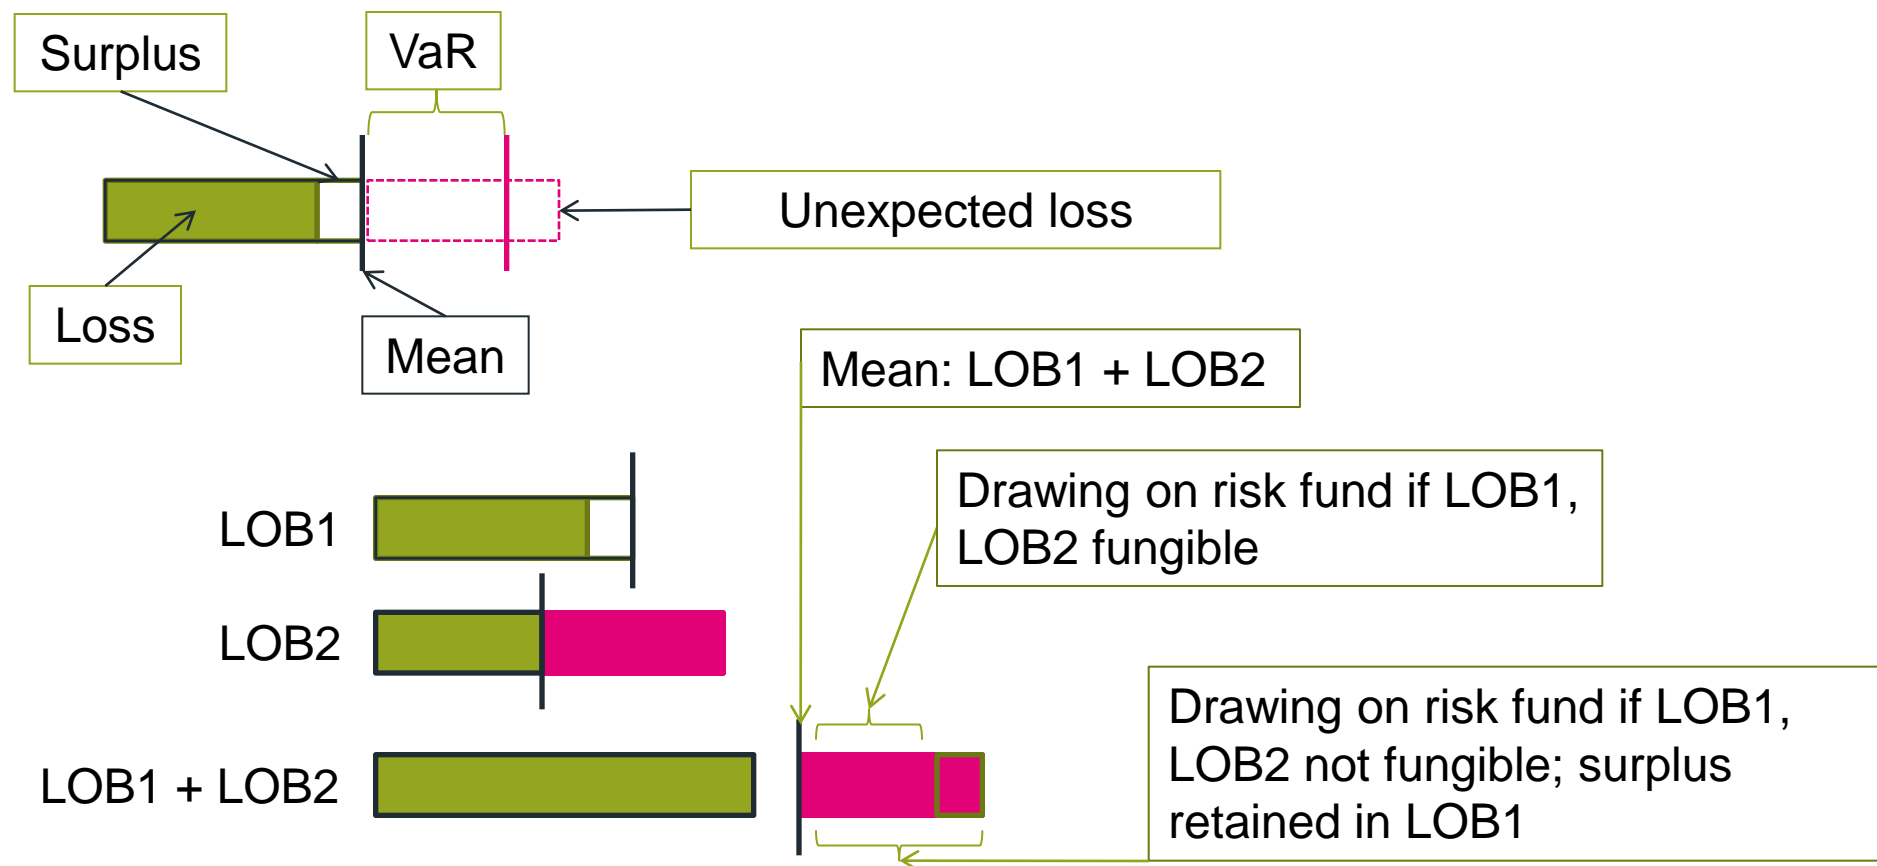 Surplus
VaR
Unexpected loss
Loss
Mean
Mean: LOB1 + LOB2
Drawing on risk fund if LOB1,
LOB2 fungible
LOB1
LOB2
Drawing on risk fund if LOB1,
LOB2 not fungible; surplus
retained in LOB1
LOB1 + LOB2